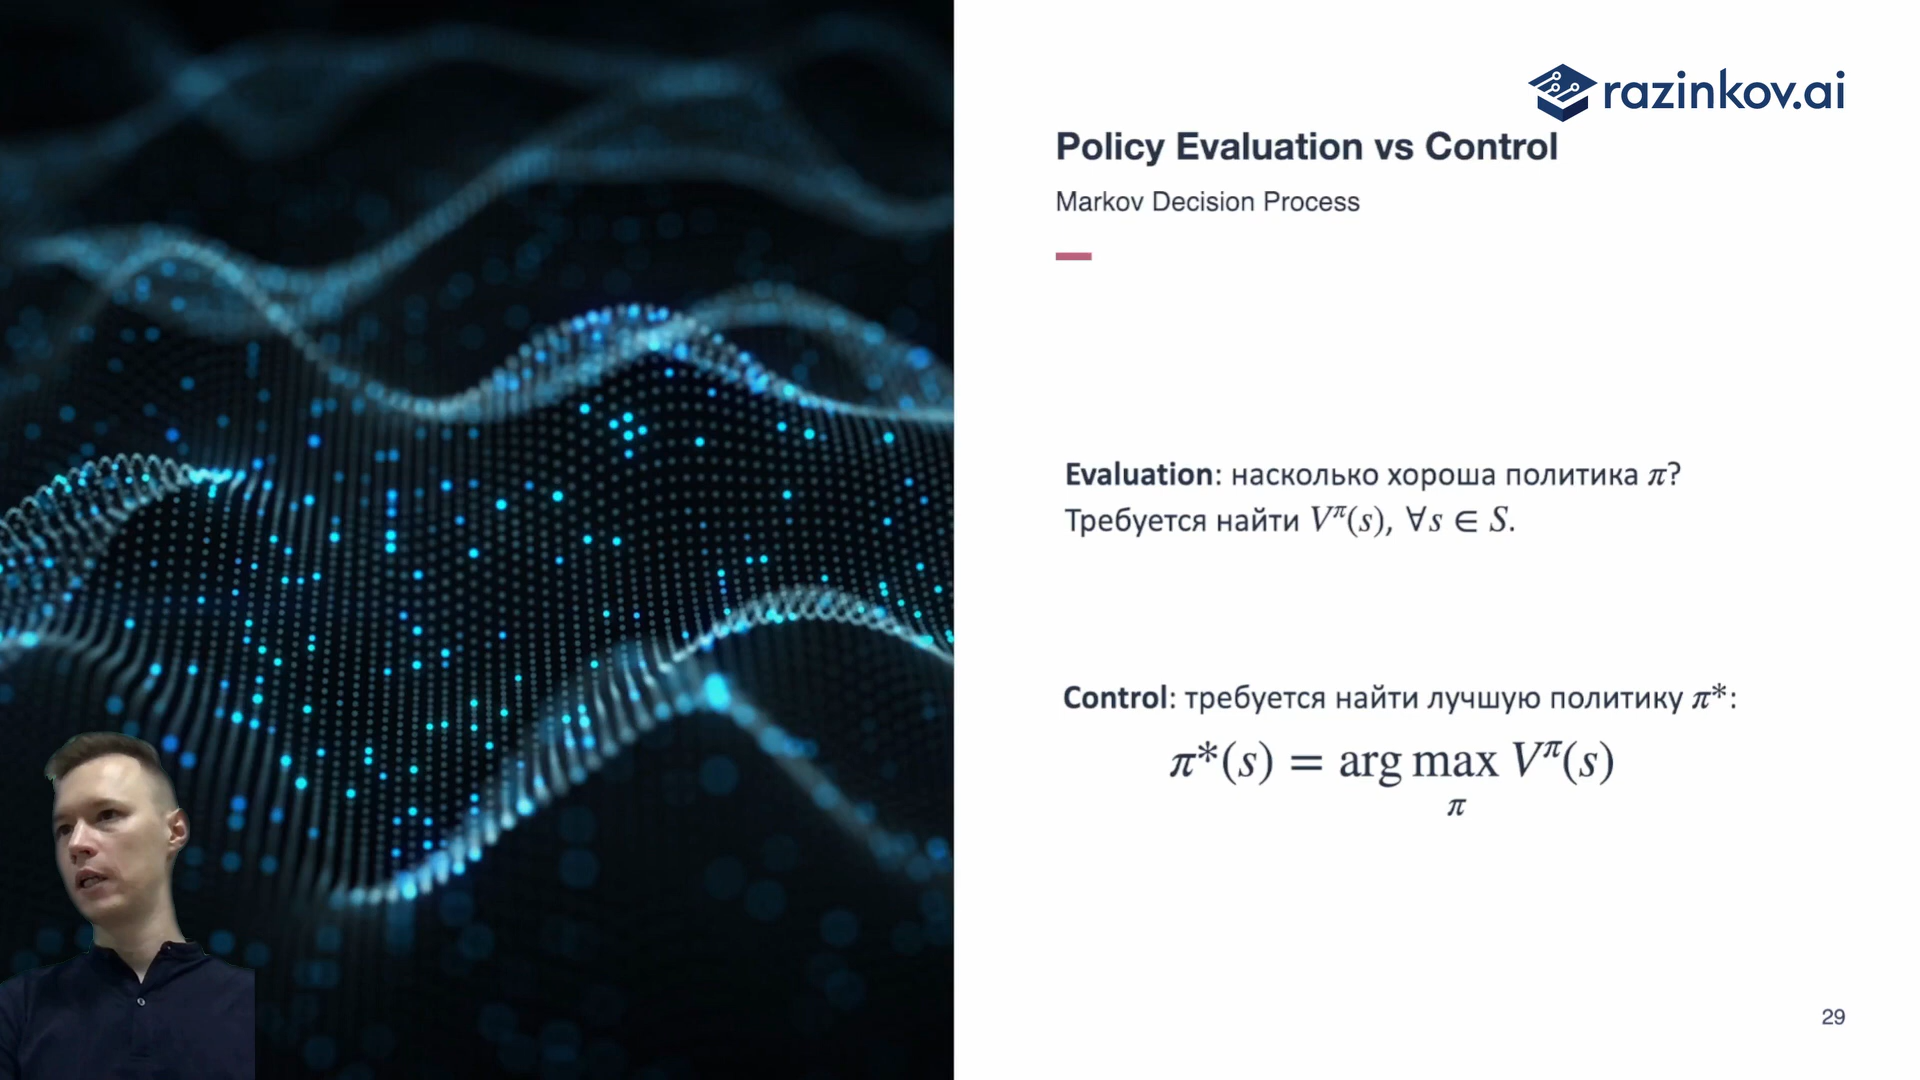 razinkov.ai
Policy Evaluation vs Control
Markov Decision Process
Evaluation: насколько хороша политика π?
Требуется найти V^π(s), ∀s ∈ S.
Control: требуется найти лучшую политику π*:
π*(s) = arg max V^π(s)
π
29